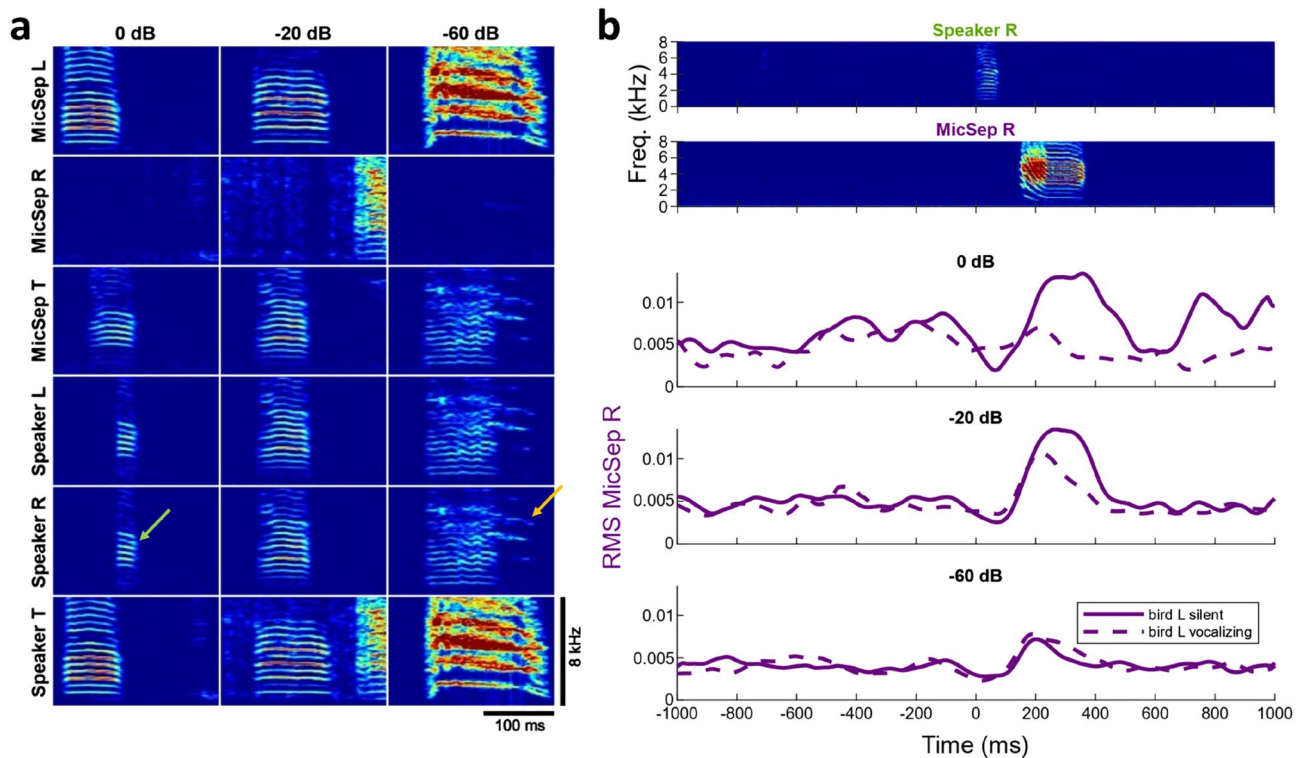 a
0 dB -20 dB -60 dB
MicSep L
MicSep R
MicSep T
Speaker L
Speaker R
Speaker T
8 kHz
100 ms
b
Speaker R
8
6
4
2
0
Freq. (kHz)
MicSep R
8
6
4
2
0
0 dB
0.01
0.005
0
-20 dB
0.01
0.005
0
RMS MicSep R
-60 dB
0.01
0.005
0
bird L silent
bird L vocalizing
-1000 -800 -600 -400 -200 0 200 400 600 800 1000
Time (ms)